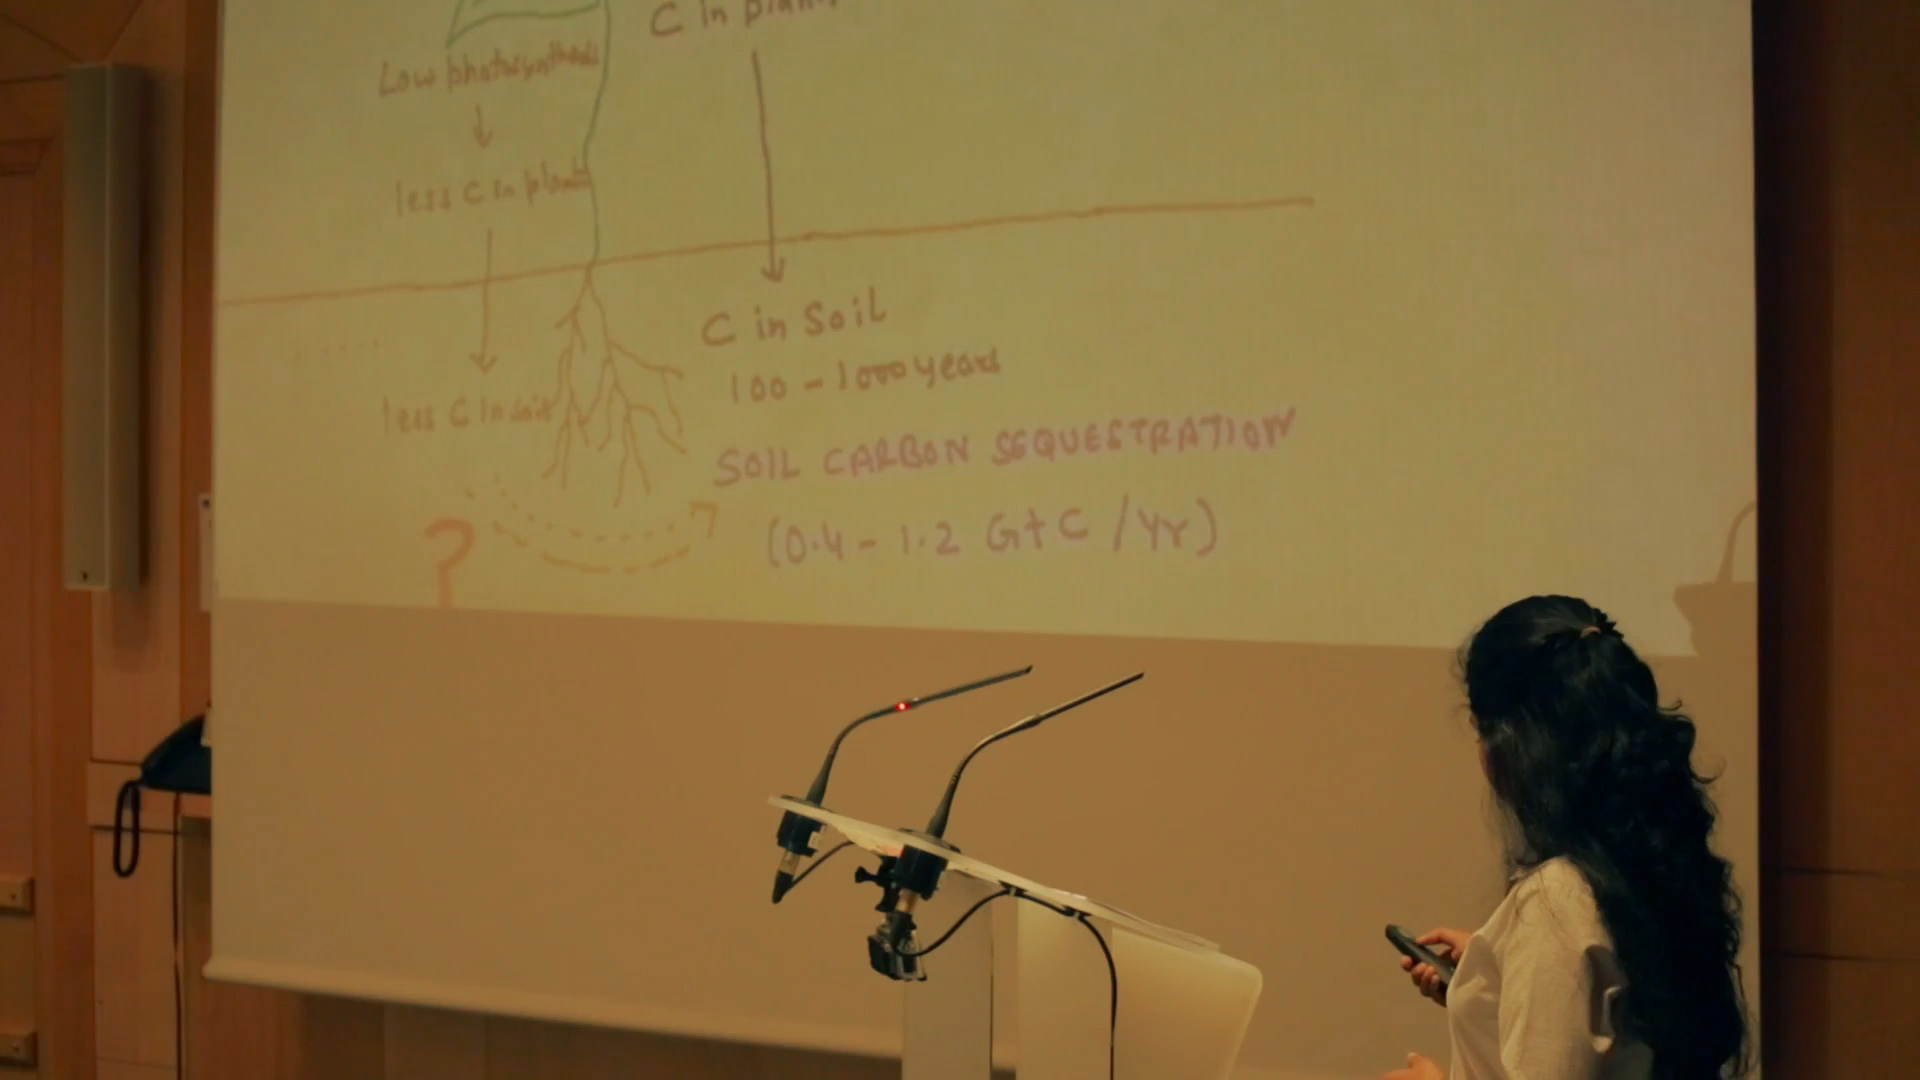 C in plant
Low photosynthesis
less C in plant
C in Soil
100 - 1000 years
less C in soil
SOIL CARBON SEQUESTRATION
?
(0.4 - 1.2 Gt C / Yr)